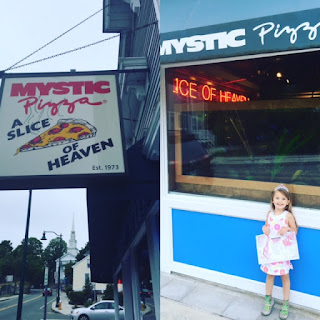 MYSTIC
Pizza
A SLICE
OF
HEAVEN
Est. 1973
MYSTIC Pizza
ICE OF HEAVEN